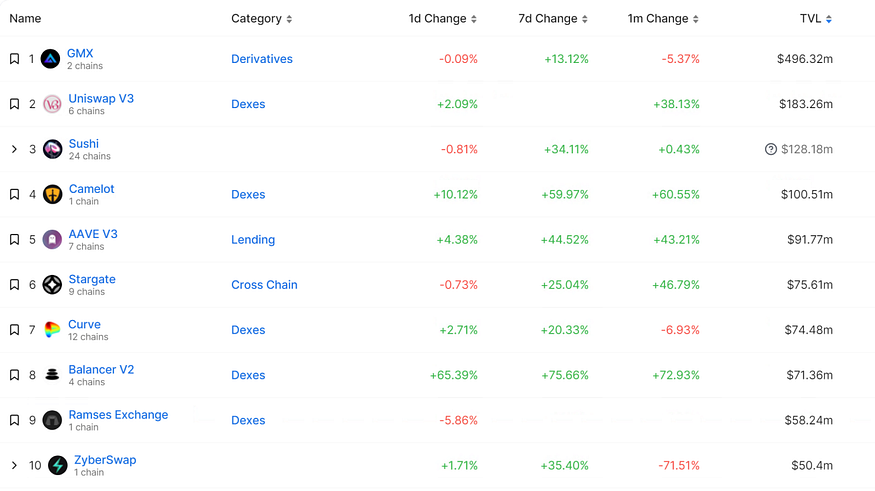 Name Category 1d Change 7d Change 1m Change TVL
1 GMX Derivatives -0.09% +13.12% -5.37% $496.32m
2 chains
2 Uniswap V3 Dexes +2.09% +38.13% $183.26m
6 chains
3 Sushi -0.81% +34.11% +0.43% ? $128.18m
24 chains
4 Camelot Dexes +10.12% +59.97% +60.55% $100.51m
1 chain
5 AAVE V3 Lending +4.38% +44.52% +43.21% $91.77m
7 chains
6 Stargate Cross Chain -0.73% +25.04% +46.79% $75.61m
9 chains
7 Curve Dexes +2.71% +20.33% -6.93% $74.48m
12 chains
8 Balancer V2 Dexes +65.39% +75.66% +72.93% $71.36m
4 chains
9 Ramses Exchange Dexes -5.86% $58.24m
1 chain
10 ZyberSwap +1.71% +35.40% -71.51% $50.4m
1 chain